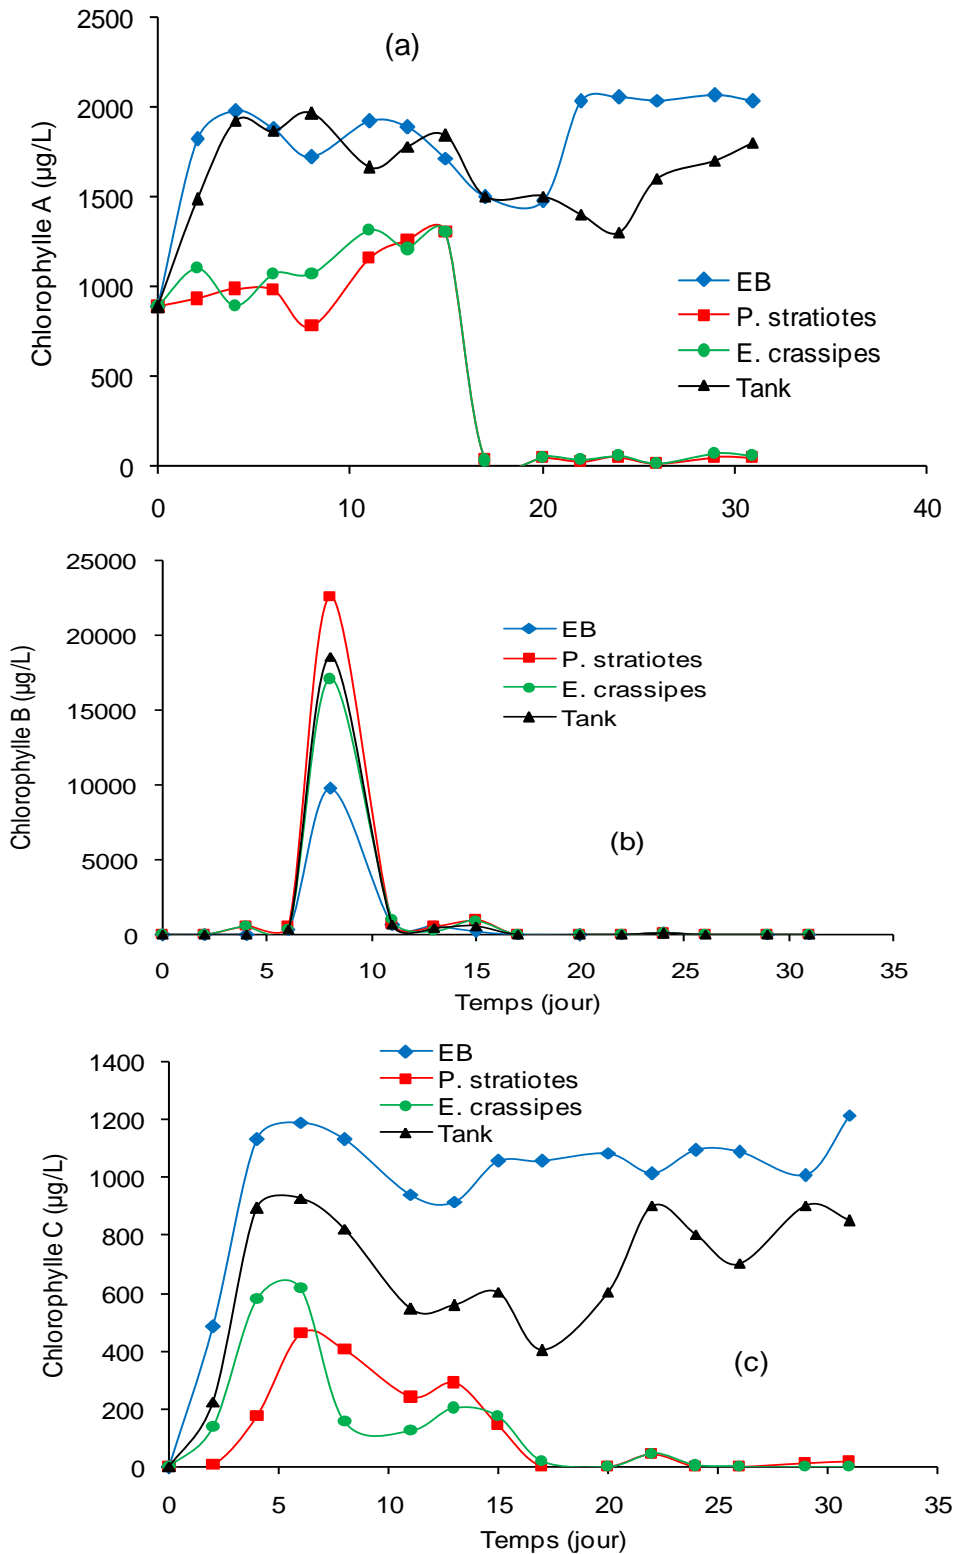 2500
(a)
2000
1500
1000
500
0
Chlorophylle A (µg/L)
EB
P. stratiotes
E. crassipes
Tank
0 10 20 30 40
25000
20000
15000
10000
5000
0
Chlorophylle B (µg/L)
EB
P. stratiotes
E. crassipes
Tank
(b)
0 5 10 15 20 25 30 35
Temps (jour)
EB
P. stratiotes
E. crassipes
Tank
1400
1200
1000
800
600
400
200
0
Chlorophylle C (µg/L)
(c)
0 5 10 15 20 25 30 35
Temps (jour)